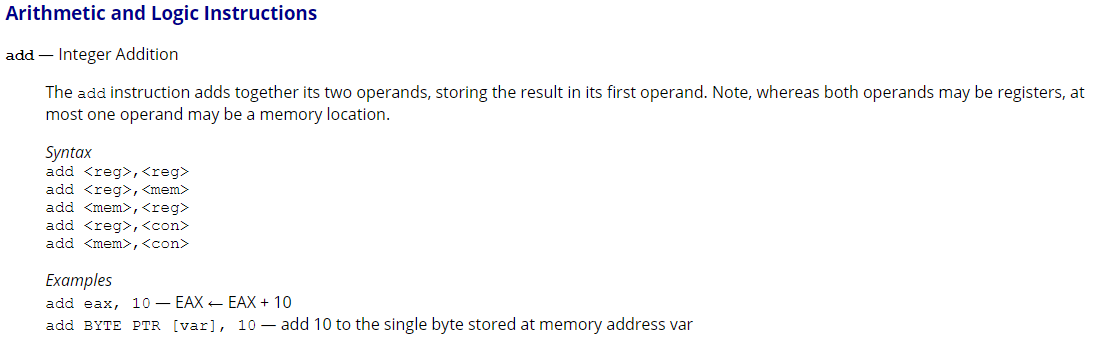 Arithmetic and Logic Instructions
add — Integer Addition
The add instruction adds together its two operands, storing the result in its first operand. Note, whereas both operands may be registers, at
most one operand may be a memory location.
Syntax
add <reg>,<reg>
add <reg>,<mem>
add <mem>,<reg>
add <reg>,<con>
add <mem>,<con>
Examples
add eax, 10 — EAX ← EAX + 10
add BYTE PTR [var], 10 — add 10 to the single byte stored at memory address var